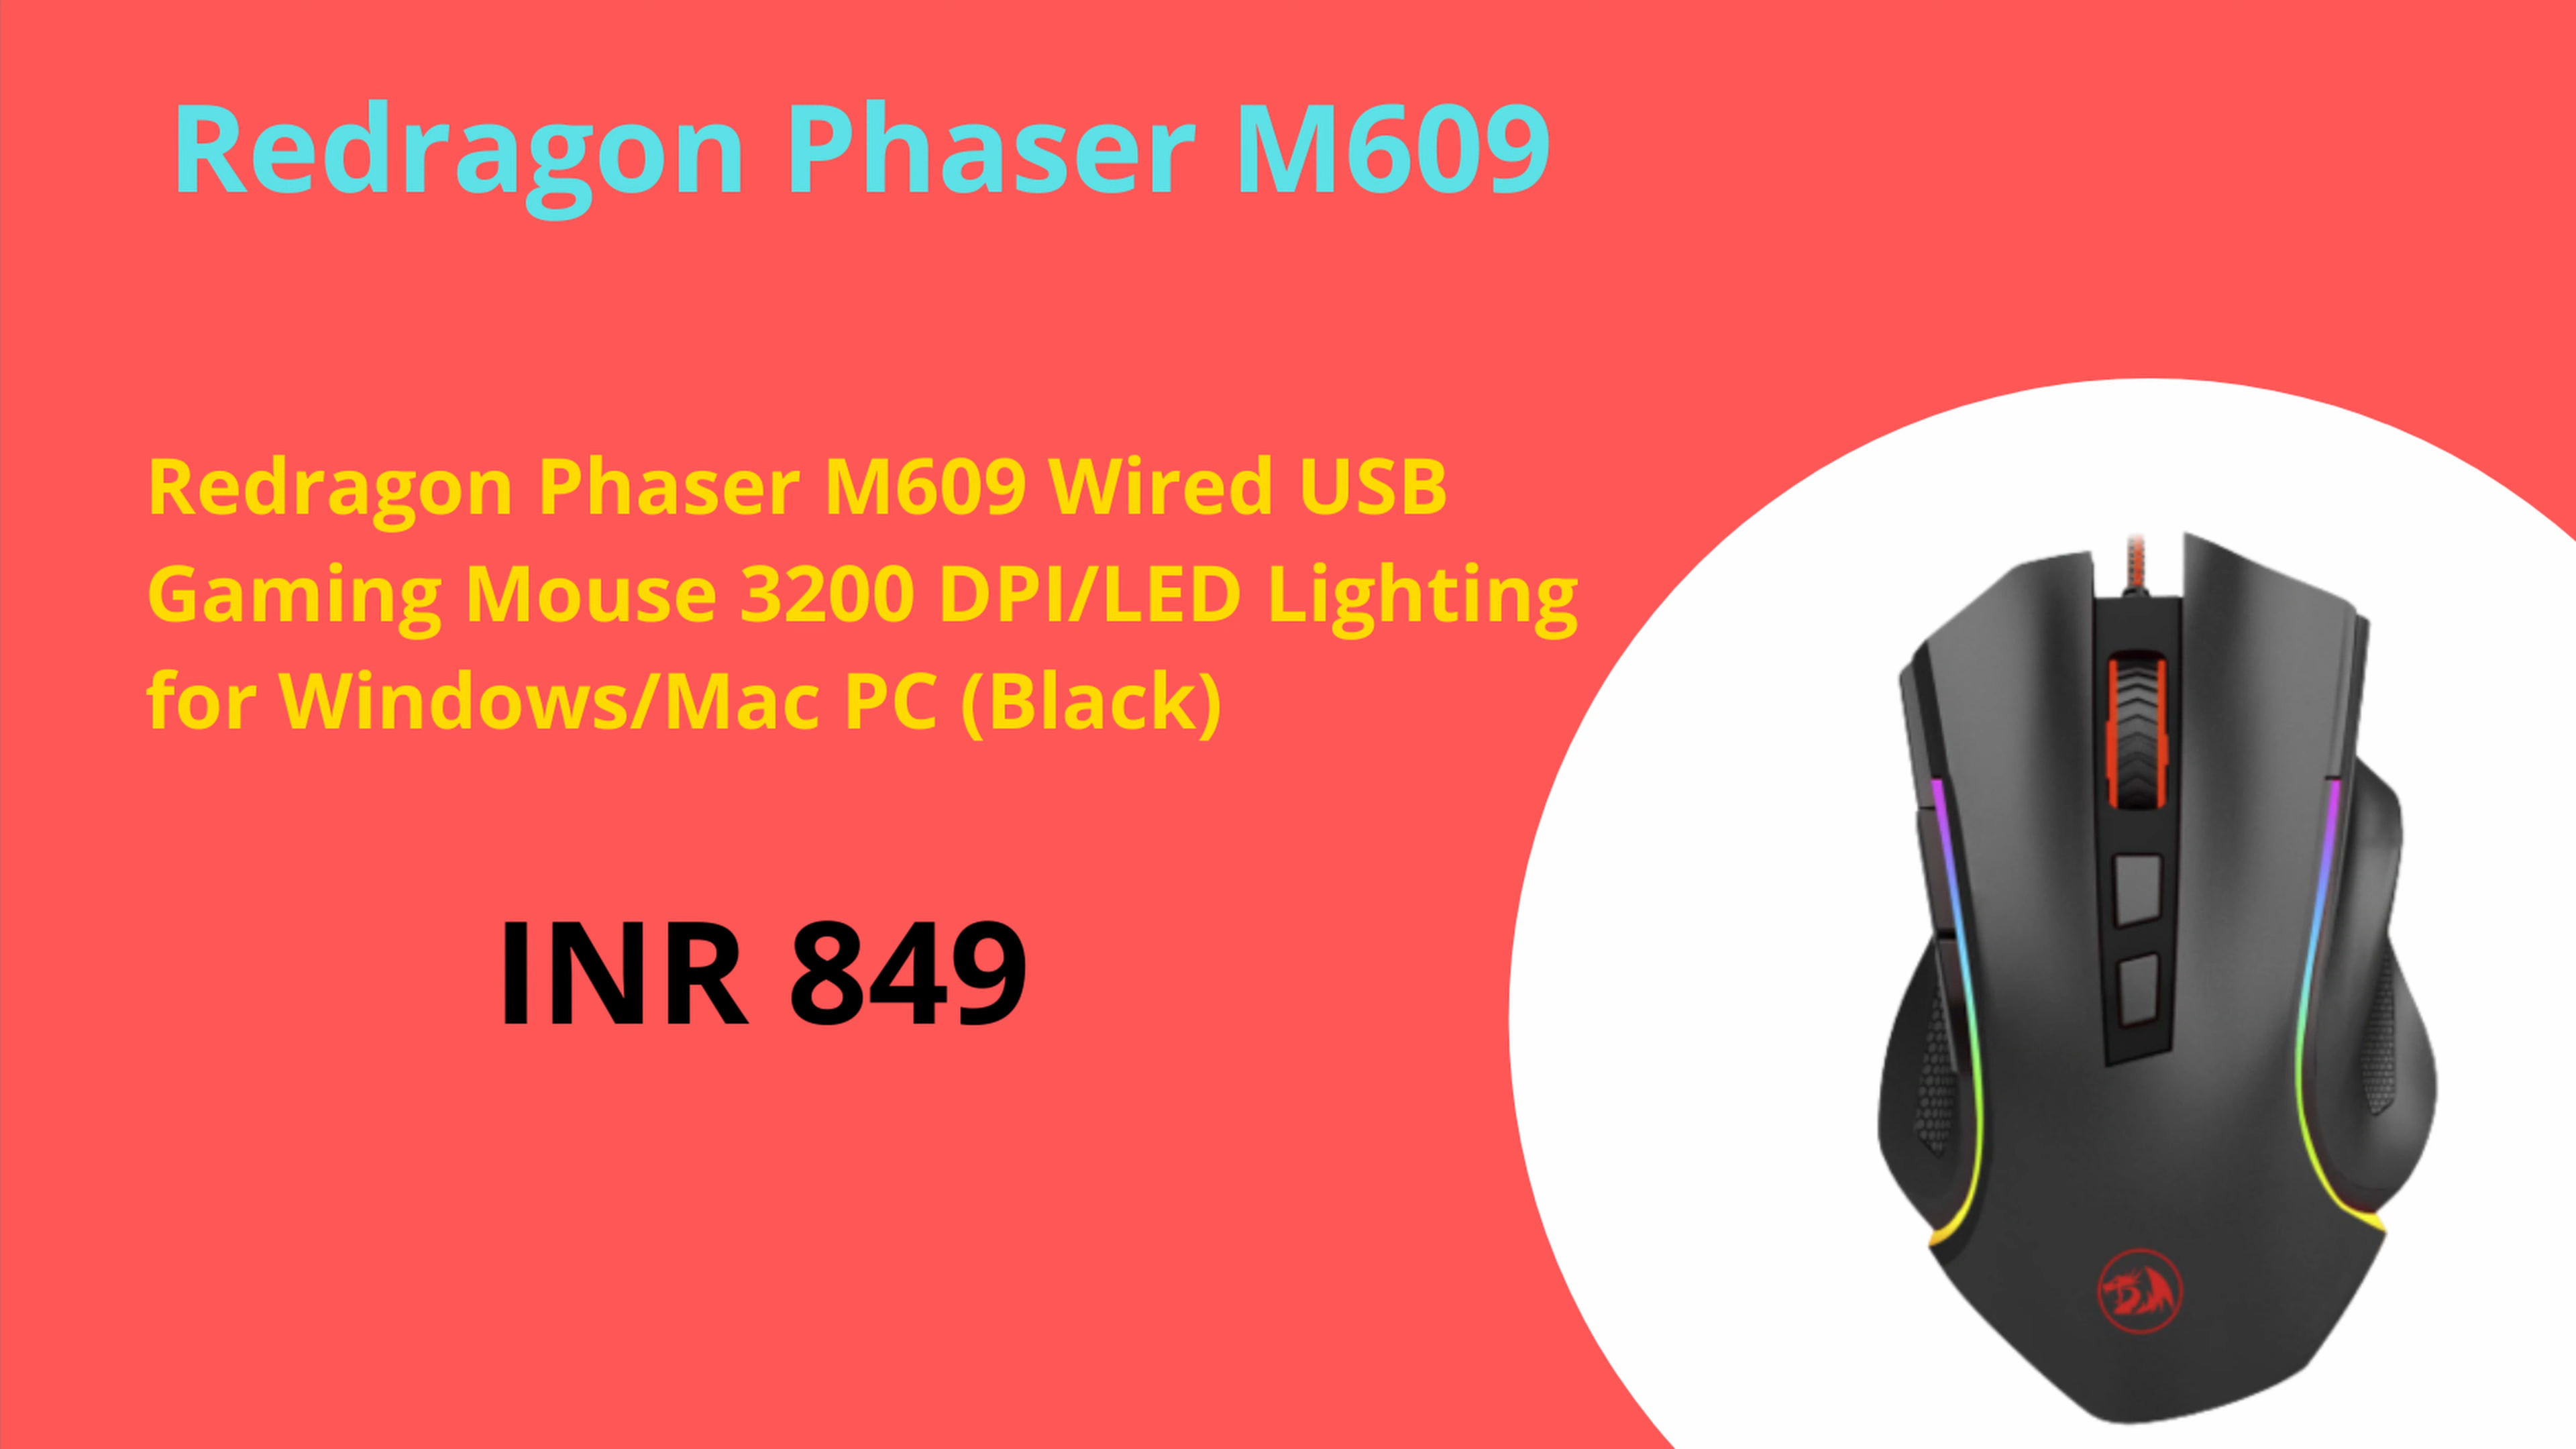 Redragon Phaser M609
Redragon Phaser M609 Wired USB
Gaming Mouse 3200 DPI/LED Lighting
for Windows/Mac PC (Black)
INR 849